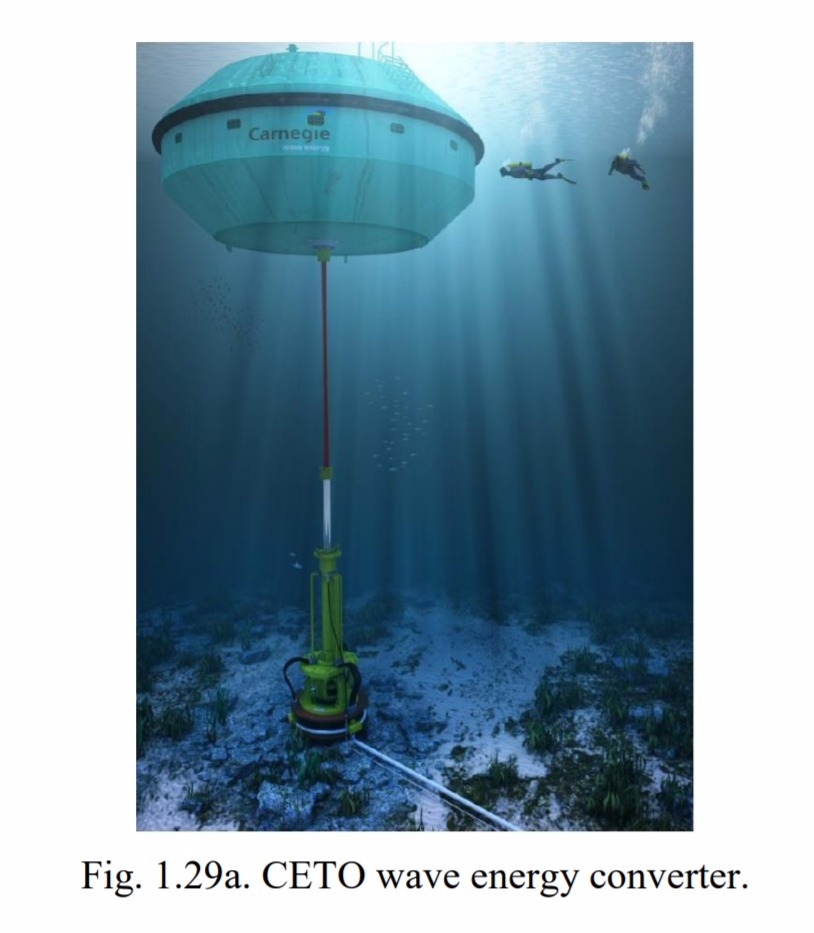 Carnegie
wave energy
Fig. 1.29a. CETO wave energy converter.